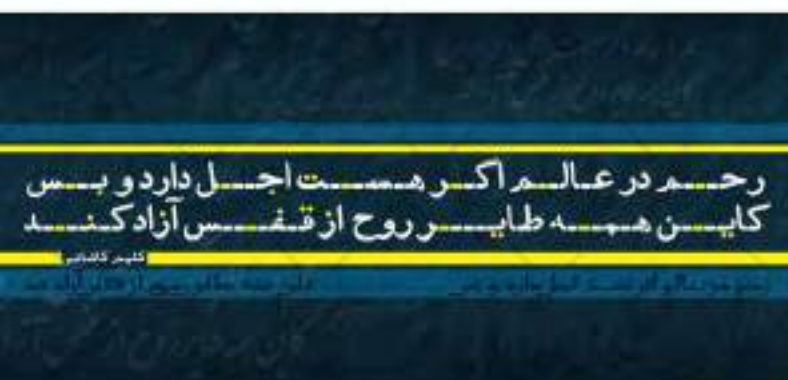 رحم در عالم اگر هست اجل دارد و بس
کاین همه طایر روح از قفس آزاد کند
کلیم کاشانی